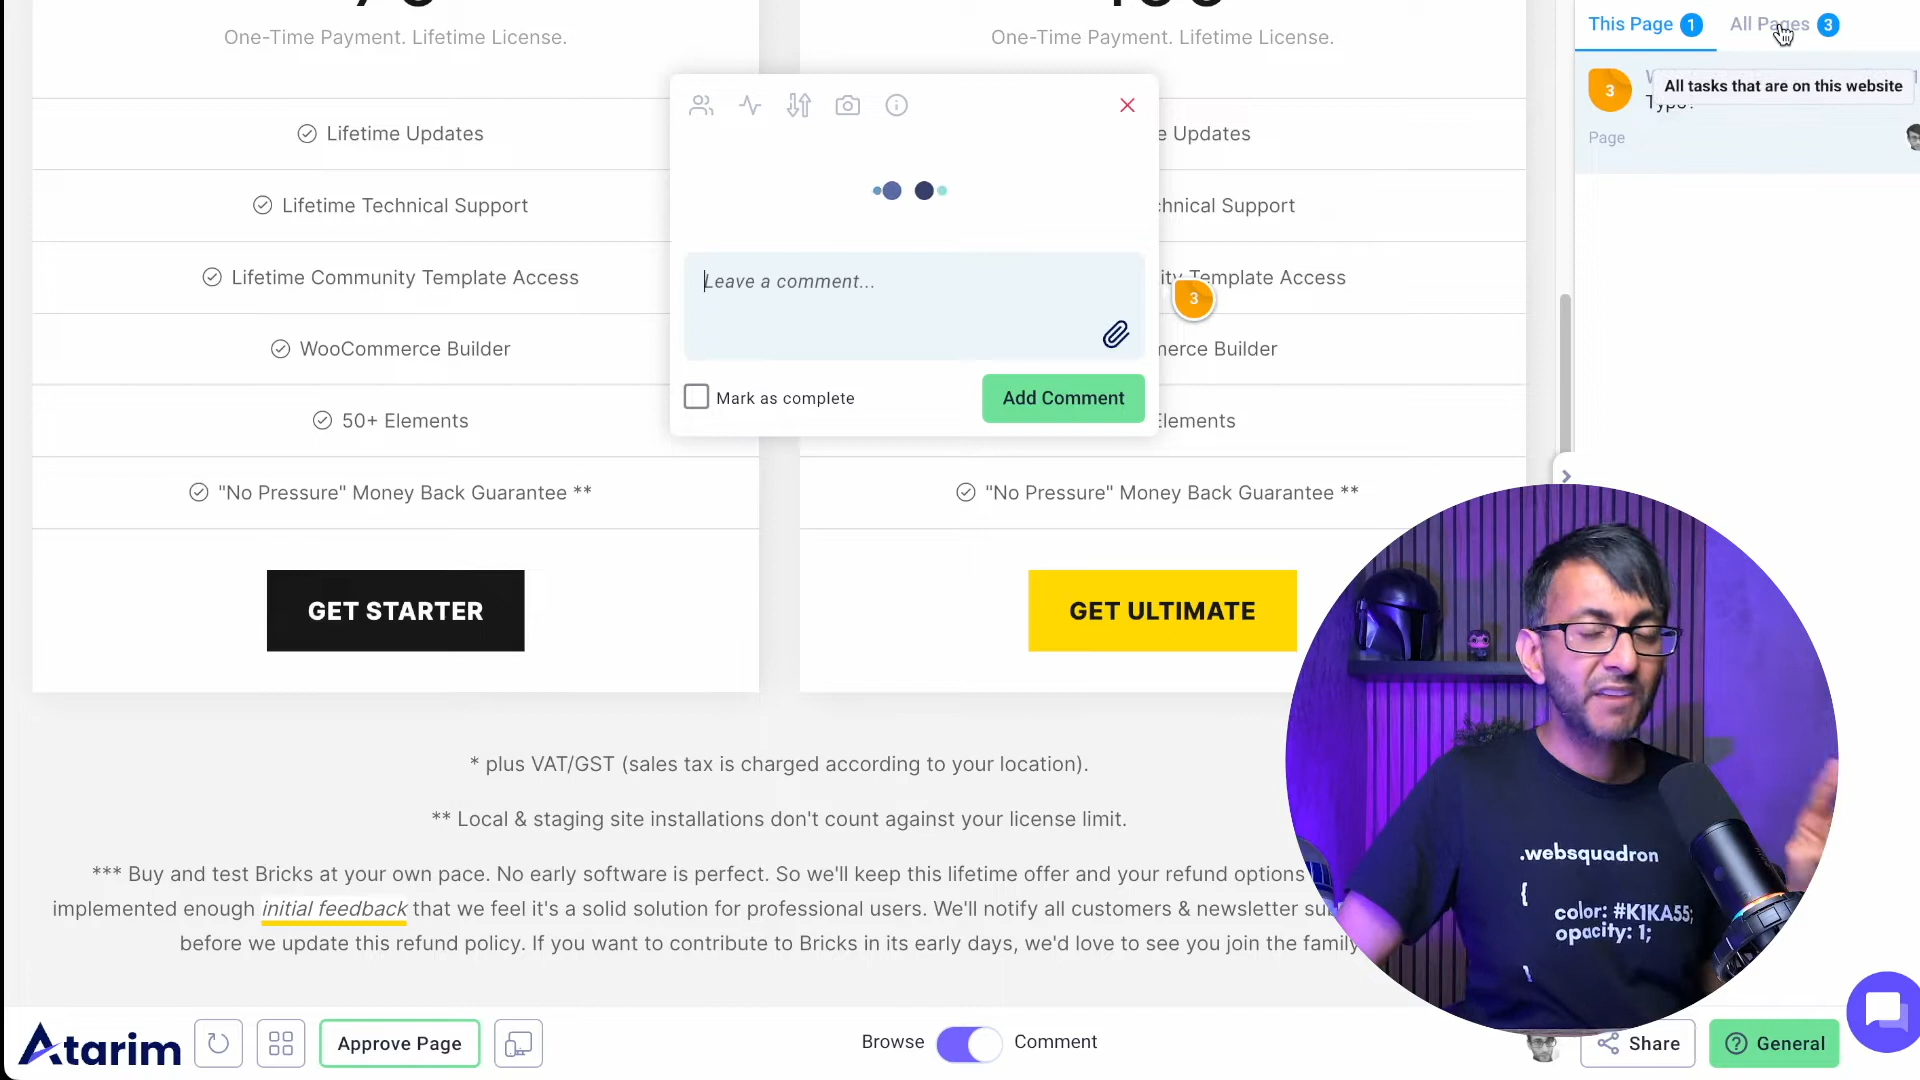 One-Time Payment. Lifetime License.
One-Time Payment. Lifetime License.
This Page 1
All Pages 3
All tasks that are on this website
3
Page
Lifetime Updates
Updates
Lifetime Technical Support
Support
Lifetime Community Template Access
Leave a comment...
Template Access
3
WooCommerce Builder
Builder
Mark as complete
Add Comment
50+ Elements
Elements
"No Pressure" Money Back Guarantee **
"No Pressure" Money Back Guarantee **
GET STARTER
GET ULTIMATE
* plus VAT/GST (sales tax is charged according to your location).
** Local & staging site installations don't count against your license limit.
*** Buy and test Bricks at your own pace. No early software is perfect. So we'll keep this lifetime offer and your refund options
implemented enough initial feedback that we feel it's a solid solution for professional users. We'll notify all customers & newsletter
before we update this refund policy. If you want to contribute to Bricks in its early days, we'd love to see you join the family
.websquadron
{
color: #K1KA55;
opacity: 1;
Atarim
Approve Page
Browse
Comment
Share
General